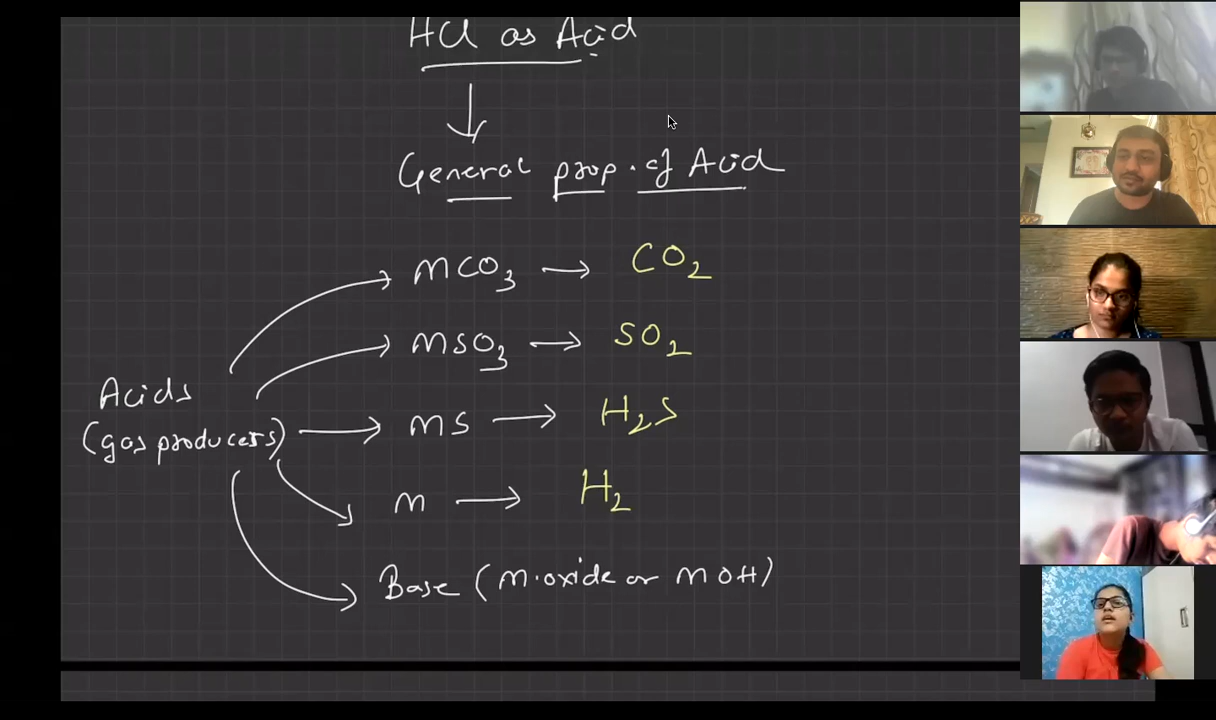 HCl as Acid
General prop. of Acid
MCO3 → CO2
MSO3 → SO2
Acids
(gas producers)
MS → H2S
M → H2
Base (M.oxide or MOH)